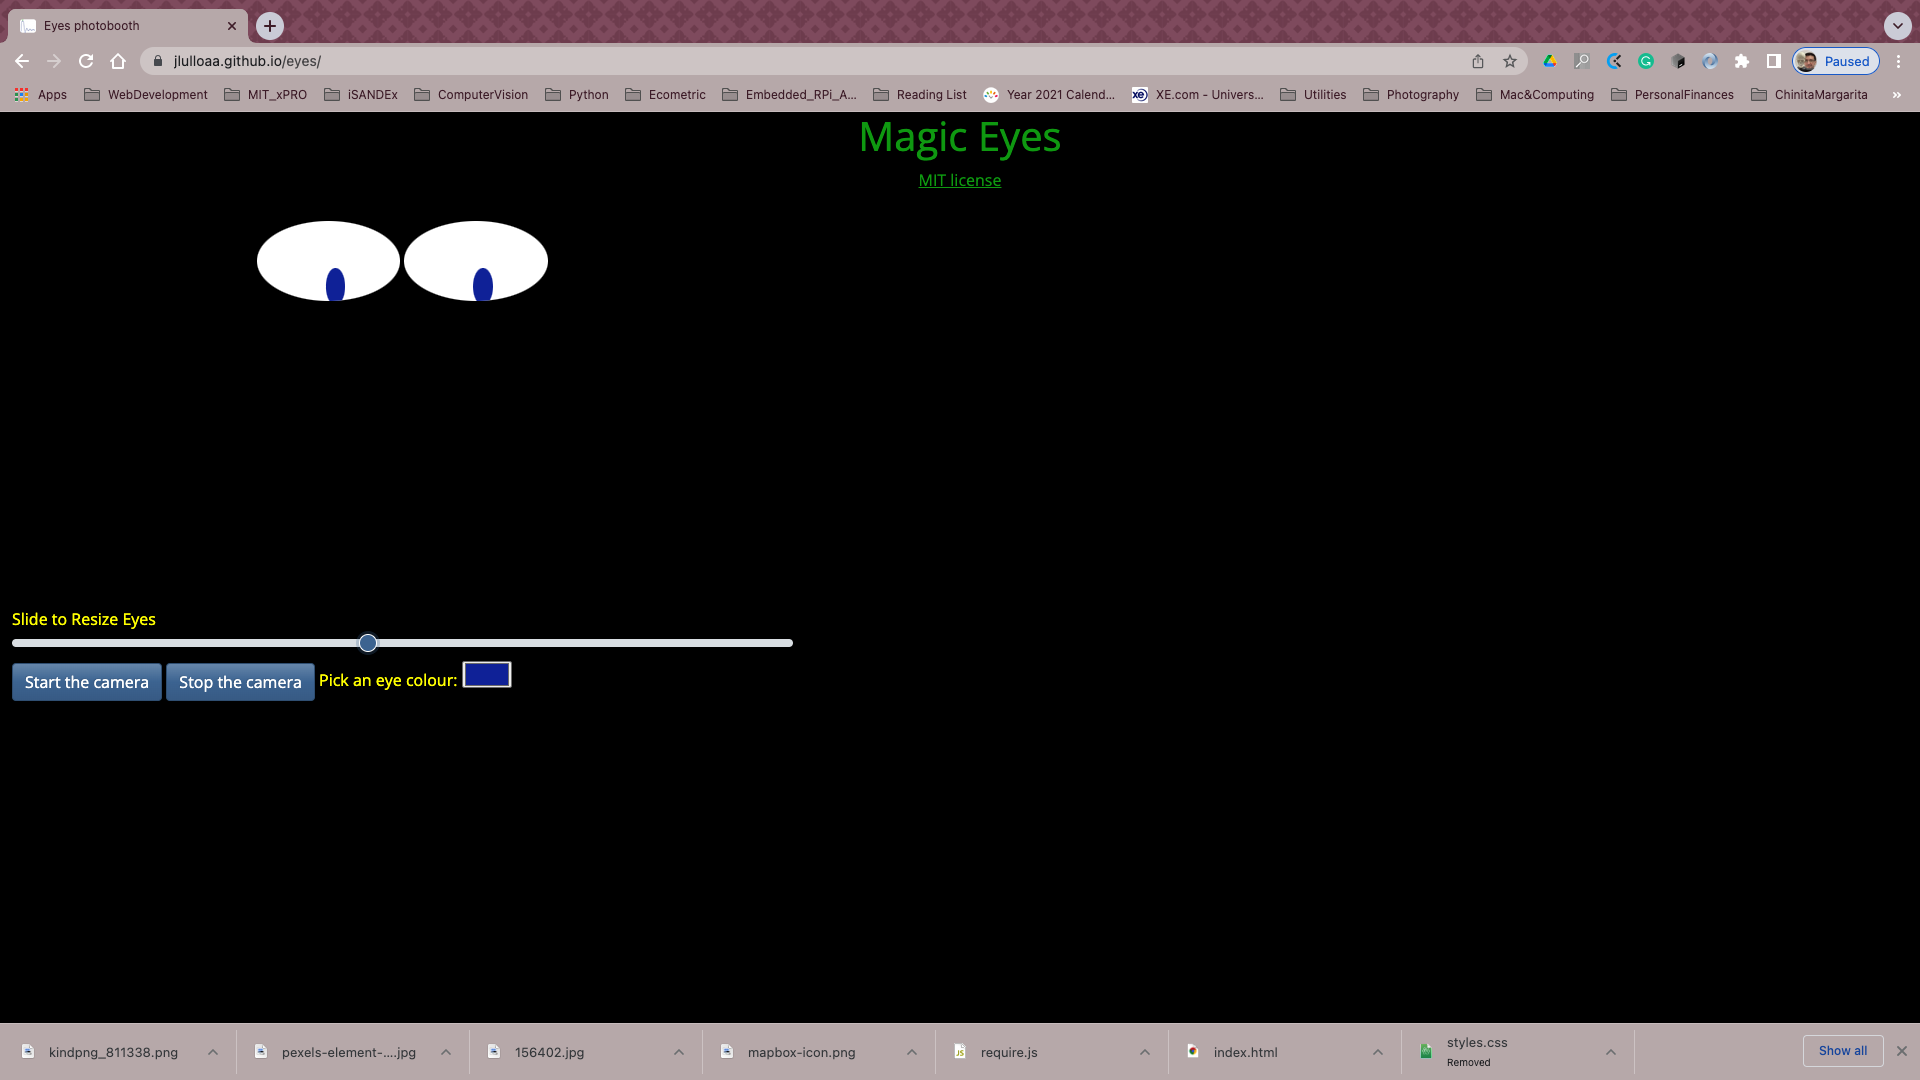 Eyes photobooth
jlulloaa.github.io/eyes/
Paused
Apps WebDevelopment MIT_xPRO iSANDEx ComputerVision Python Ecometric Embedded_RPi_A... Reading List Year 2021 Calend... XE.com - Univers... Utilities Photography Mac&Computing PersonalFinances ChinitaMargarita »
Magic Eyes
MIT license
Slide to Resize Eyes
Start the camera Stop the camera Pick an eye colour:
kindpng_811338.png pexels-element-....jpg 156402.jpg mapbox-icon.png require.js index.html styles.css Show all
Removed